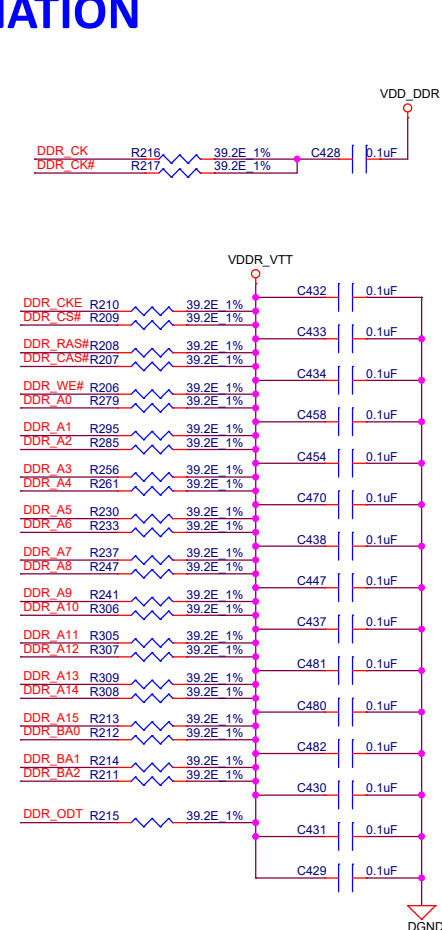 NATION
VDD_DDR
DDR_CK R216 39.2E_1% C428 0.1uF
DDR_CK# R217 39.2E_1%
VDDR_VTT
C432 0.1uF
DDR_CKE R210 39.2E_1%
DDR_CS# R209 39.2E_1%
C433 0.1uF
DDR_RAS# R208 39.2E_1%
DDR_CAS# R207 39.2E_1%
C434 0.1uF
DDR_WE# R206 39.2E_1%
DDR_A0 R279 39.2E_1%
C458 0.1uF
DDR_A1 R295 39.2E_1%
DDR_A2 R285 39.2E_1%
C454 0.1uF
DDR_A3 R256 39.2E_1%
DDR_A4 R261 39.2E_1%
C470 0.1uF
DDR_A5 R230 39.2E_1%
DDR_A6 R233 39.2E_1%
C438 0.1uF
DDR_A7 R237 39.2E_1%
DDR_A8 R247 39.2E_1%
C447 0.1uF
DDR_A9 R241 39.2E_1%
DDR_A10 R306 39.2E_1%
C437 0.1uF
DDR_A11 R305 39.2E_1%
DDR_A12 R307 39.2E_1%
C481 0.1uF
DDR_A13 R309 39.2E_1%
DDR_A14 R308 39.2E_1%
C480 0.1uF
DDR_A15 R213 39.2E_1%
DDR_BA0 R212 39.2E_1%
C482 0.1uF
DDR_BA1 R214 39.2E_1%
DDR_BA2 R211 39.2E_1%
C430 0.1uF
DDR_ODT R215 39.2E_1%
C431 0.1uF
C429 0.1uF
DGND